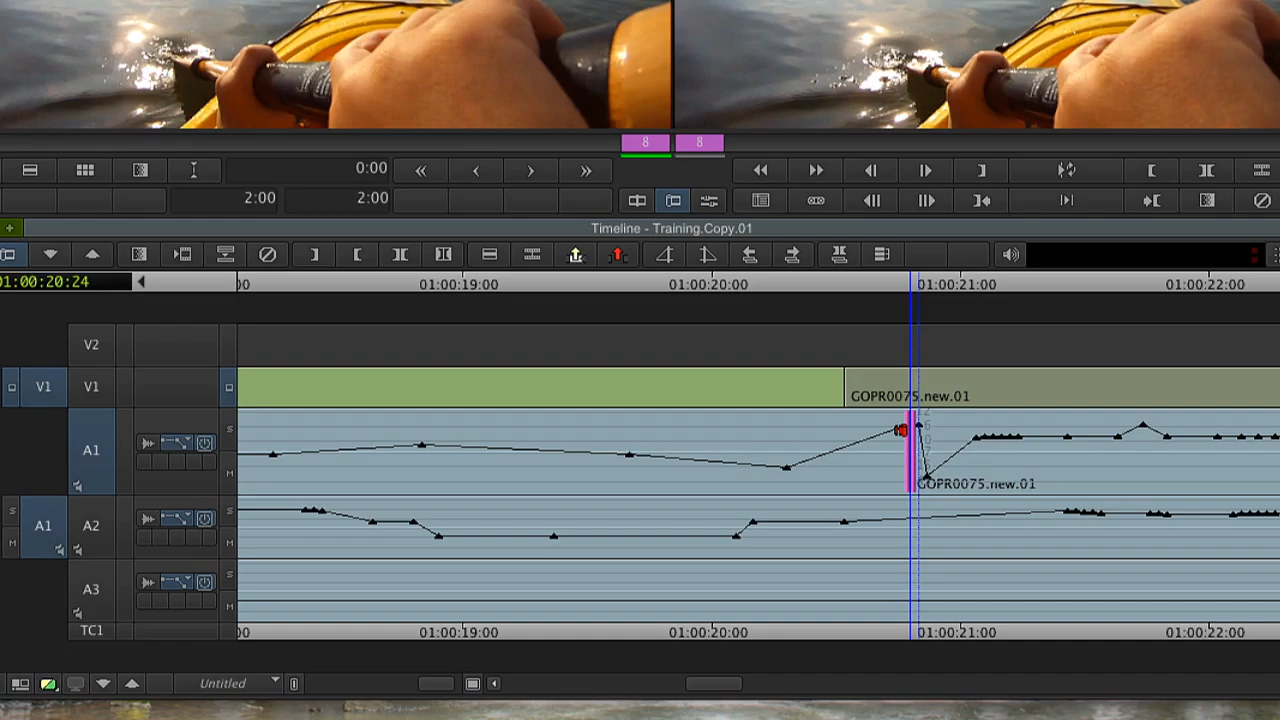 8 8
0:00
2:00 2:00
Timeline - Training.Copy.01
01:00:20:24
00 01:00:19:00 01:00:20:00 01:00:21:00 01:00:22:00
V2
V1 V1
GOPR0075.new.01
A1
S
M
GOPR0075.new.01
S A1 A2 S
M M
A3
S
M
TC1
00 01:00:19:00 01:00:20:00 01:00:21:00 01:00:22:00
Untitled